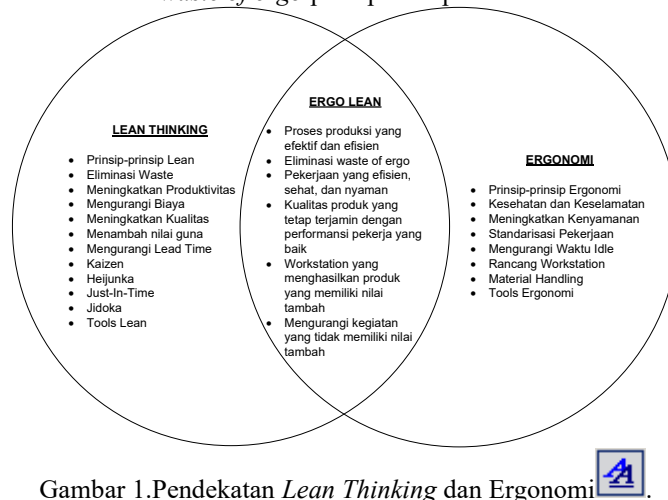 waste of ergo
LEAN THINKING
• Prinsip-prinsip Lean
• Eliminasi Waste
• Meningkatkan Produktivitas
• Mengurangi Biaya
• Meningkatkan Kualitas
• Menambah nilai guna
• Mengurangi Lead Time
• Kaizen
• Heijunka
• Just-In-Time
• Jidoka
• Tools Lean
ERGO LEAN
• Proses produksi yang
efektif dan efisien
• Eliminasi waste of ergo
• Pekerjaan yang efisien,
sehat, dan nyaman
• Kualitas produk yang
tetap terjamin dengan
performansi pekerja yang
baik
• Workstation yang
menghasilkan produk
yang memiliki nilai
tambah
• Mengurangi kegiatan
yang tidak memiliki nilai
tambah
ERGONOMI
• Prinsip-prinsip Ergonomi
• Kesehatan dan Keselamatan
• Meningkatkan Kenyamanan
• Standarisasi Pekerjaan
• Mengurangi Waktu Idle
• Rancang Workstation
• Material Handling
• Tools Ergonomi
Gambar 1.Pendekatan Lean Thinking dan Ergonomi.